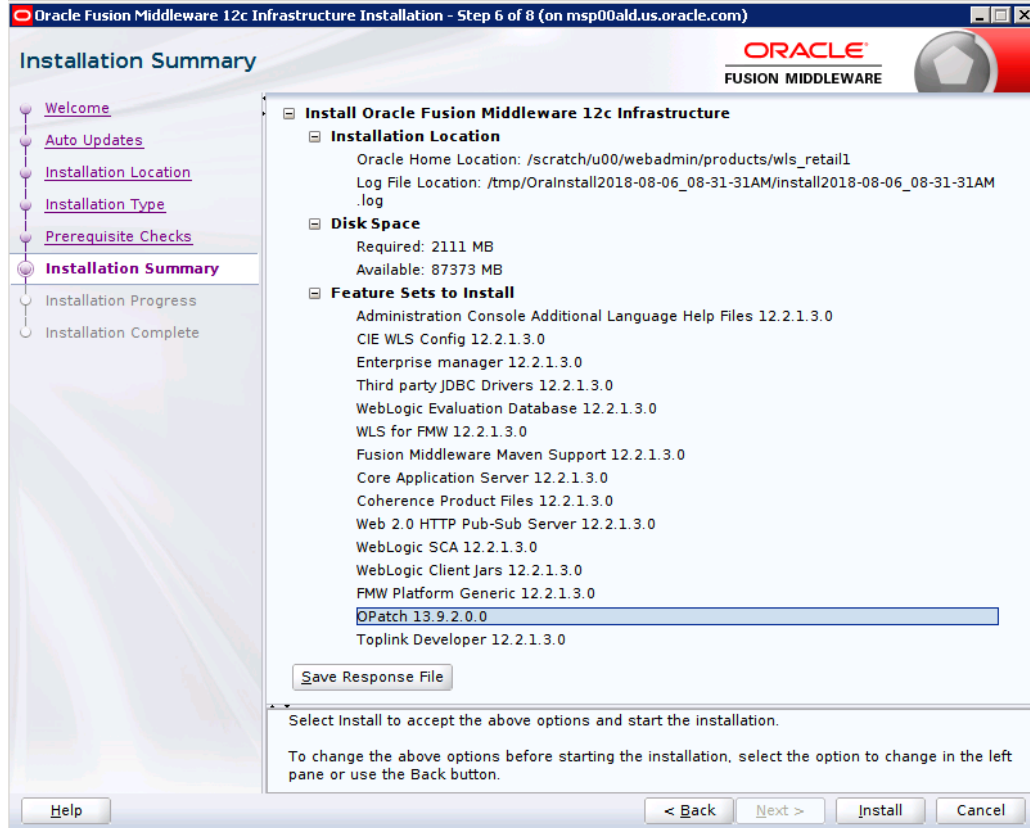 Oracle Fusion Middleware 12c Infrastructure Installation - Step 6 of 8 (on msp00ald.us.oracle.com)
Installation Summary
ORACLE
FUSION MIDDLEWARE
Welcome
Auto Updates
Installation Location
Installation Type
Prerequisite Checks
Installation Summary
Installation Progress
Installation Complete
Install Oracle Fusion Middleware 12c Infrastructure
Installation Location
Oracle Home Location: /scratch/u00/webadmin/products/wls_retail1
Log File Location: /tmp/OraInstall2018-08-06_08-31-31AM/install2018-08-06_08-31-31AM
.log
Disk Space
Required: 2111 MB
Available: 87373 MB
Feature Sets to Install
Administration Console Additional Language Help Files 12.2.1.3.0
CIE WLS Config 12.2.1.3.0
Enterprise manager 12.2.1.3.0
Third party JDBC Drivers 12.2.1.3.0
WebLogic Evaluation Database 12.2.1.3.0
WLS for FMW 12.2.1.3.0
Fusion Middleware Maven Support 12.2.1.3.0
Core Application Server 12.2.1.3.0
Coherence Product Files 12.2.1.3.0
Web 2.0 HTTP Pub-Sub Server 12.2.1.3.0
WebLogic SCA 12.2.1.3.0
WebLogic Client Jars 12.2.1.3.0
FMW Platform Generic 12.2.1.3.0
OPatch 13.9.2.0.0
Toplink Developer 12.2.1.3.0
Save Response File
Select Install to accept the above options and start the installation.
To change the above options before starting the installation, select the option to change in the left
pane or use the Back button.
Help
< Back
Next >
Install
Cancel